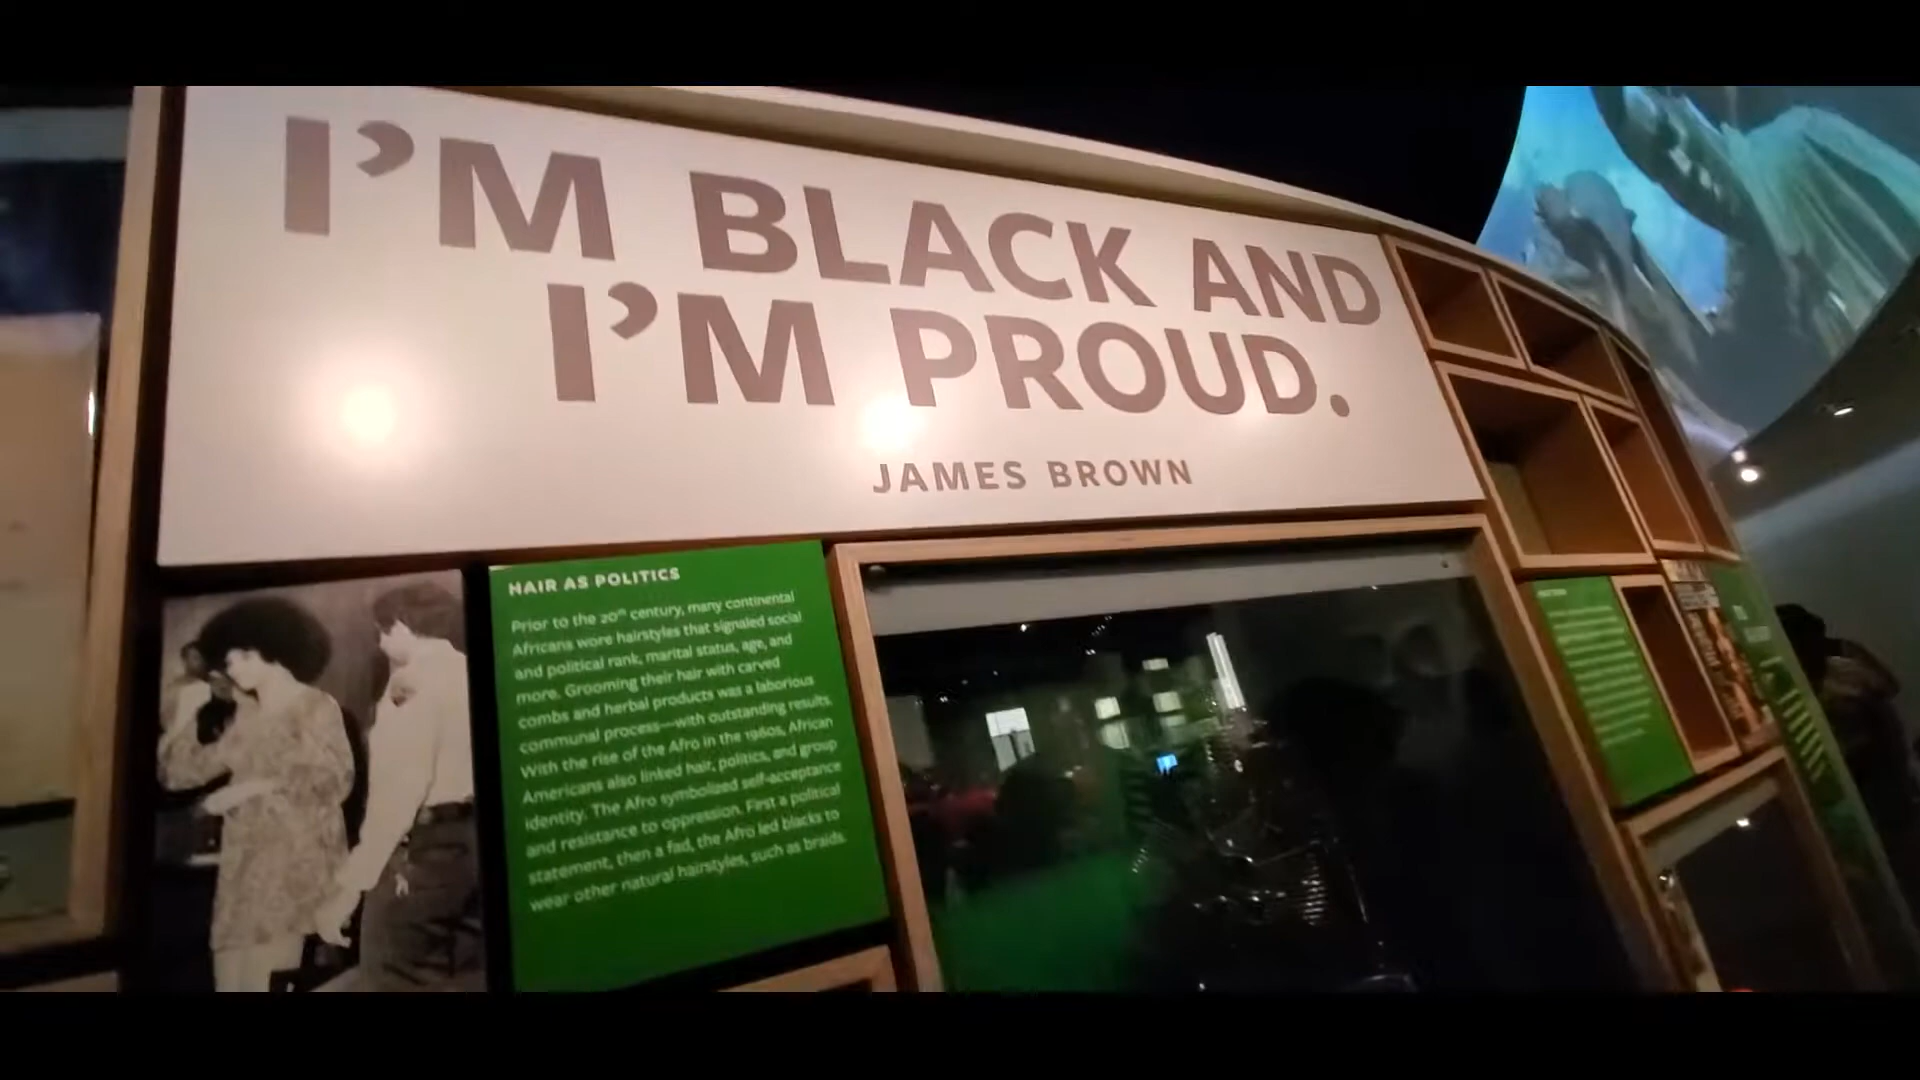 I'M BLACK AND
I'M PROUD.
JAMES BROWN
HAIR AS POLITICS
Prior to the 20th century, many continental
Africans wore hairstyles that signaled social
and political rank, marital status, age, and
more. Grooming their hair with carved
combs and herbal products was a laborious
communal process—with outstanding results.
With the rise of the Afro in the 1960s, African
Americans also linked hair, politics, and group
identity. The Afro symbolized self-acceptance
and resistance to oppression. First a political
statement, then a fad, the Afro led blacks to
wear other natural hairstyles, such as braids.